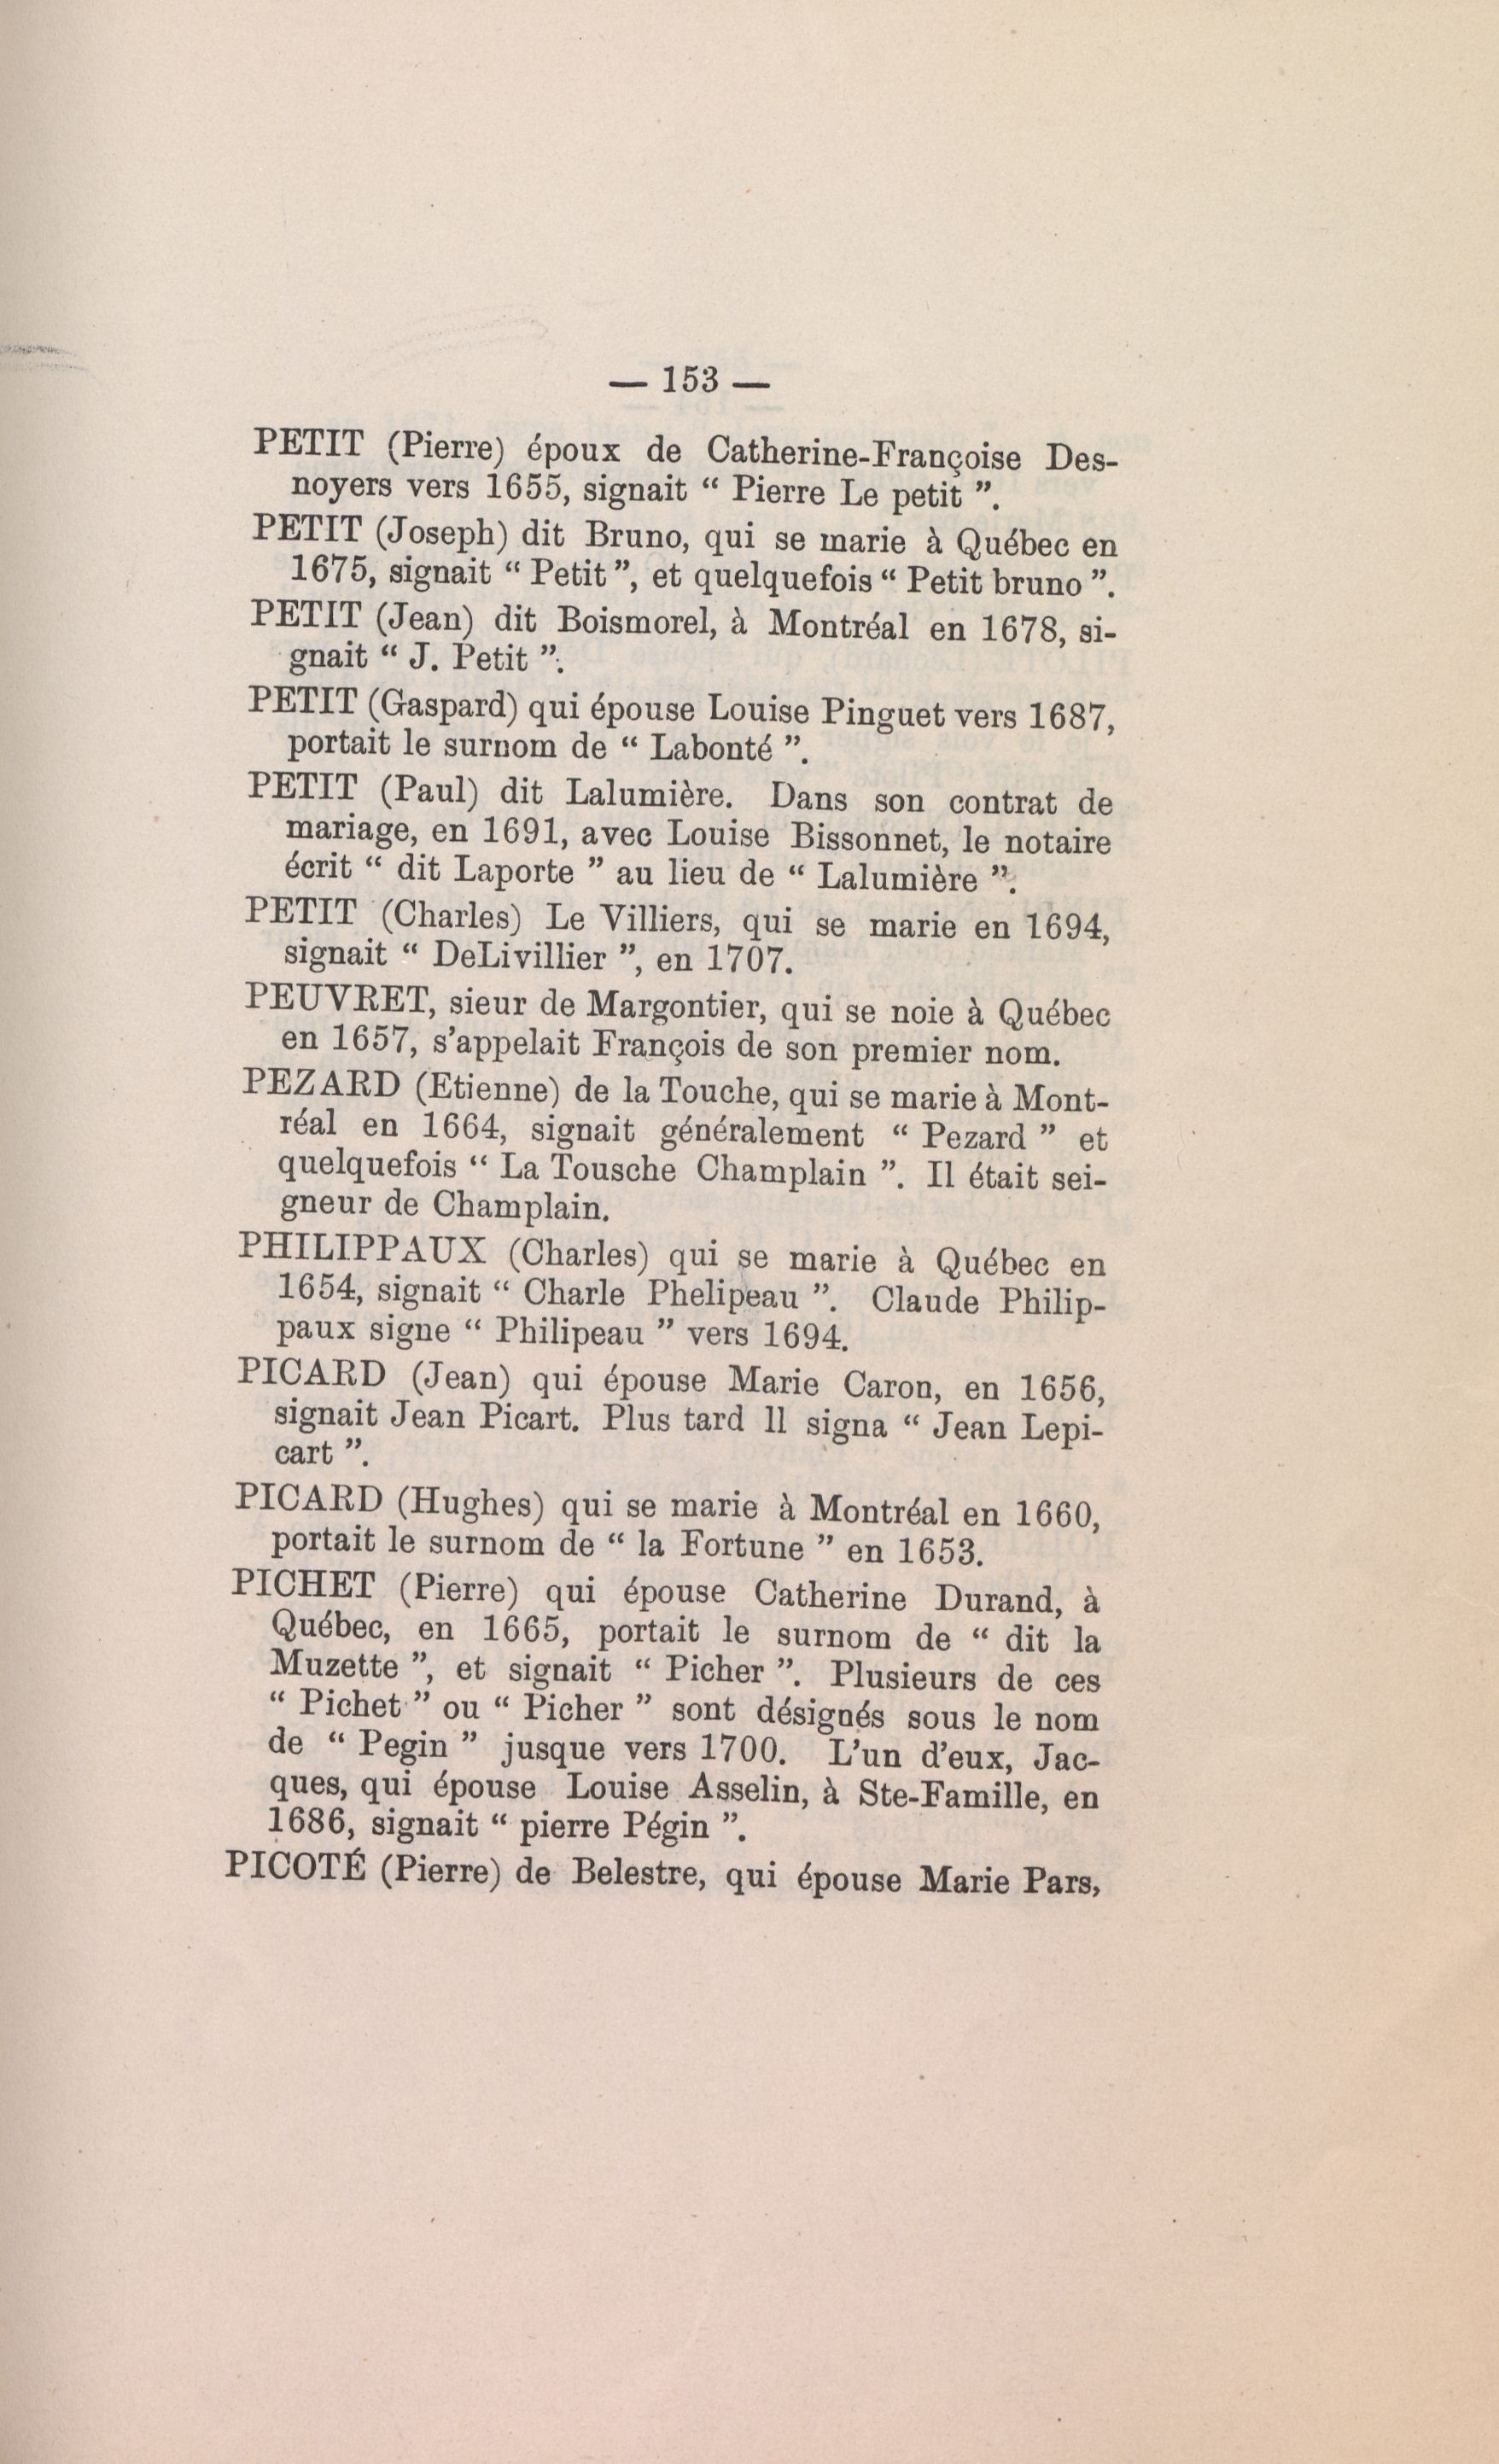 — 153 —
PETIT (Pierre) époux de Catherine-Françoise Des-
noyers vers 1655, signait “ Pierre Le petit ”.
PETIT (Joseph) dit Bruno, qui se marie à Québec en
1675, signait “ Petit ”, et quelquefois “ Petit bruno ”.
PETIT (Jean) dit Boismorel, à Montréal en 1678, si-
gnait “ J. Petit ”.
PETIT (Gaspard) qui épouse Louise Pinguet vers 1687,
portait le surnom de “ Labonté ”.
PETIT (Paul) dit Lalumière. Dans son contrat de
mariage, en 1691, avec Louise Bissonnet, le notaire
écrit “ dit Laporte ” au lieu de “ Lalumière ”.
PETIT (Charles) Le Villiers, qui se marie en 1694,
signait “ DeLivillier ”, en 1707.
PEUVRET, sieur de Margontier, qui se noie à Québec
en 1657, s'appelait François de son premier nom.
PEZARD (Etienne) de la Touche, qui se marie à Mont-
réal en 1664, signait généralement “ Pezard ” et
quelquefois “ La Tousche Champlain ”. Il était sei-
gneur de Champlain.
PHILIPPAUX (Charles) qui se marie à Québec en
1654, signait “ Charle Phelipeau ”. Claude Philip-
paux signe “ Philipeau ” vers 1694.
PICARD (Jean) qui épouse Marie Caron, en 1656,
signait Jean Picart. Plus tard ll signa “ Jean Lepi-
cart ”.
PICARD (Hughes) qui se marie à Montréal en 1660,
portait le surnom de “ la Fortune ” en 1653.
PICHET (Pierre) qui épouse Catherine Durand, à
Québec, en 1665, portait le surnom de “ dit la
Muzette ”, et signait “ Picher ”. Plusieurs de ces
“ Pichet ” ou “ Picher ” sont désignés sous le nom
de “ Pegin ” jusque vers 1700. L'un d'eux, Jac-
ques, qui épouse Louise Asselin, à Ste-Famille, en
1686, signait “ pierre Pégin ”.
PICOTÉ (Pierre) de Belestre, qui épouse Marie Pars,